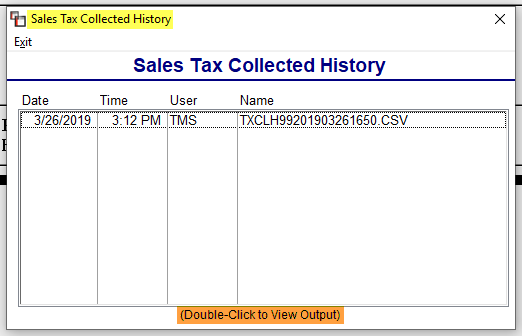 Sales Tax Collected History
Exit
Sales Tax Collected History
Date Time User Name
3/26/2019 3:12 PM TMS TXCLH99201903261650.CSV
(Double-Click to View Output)